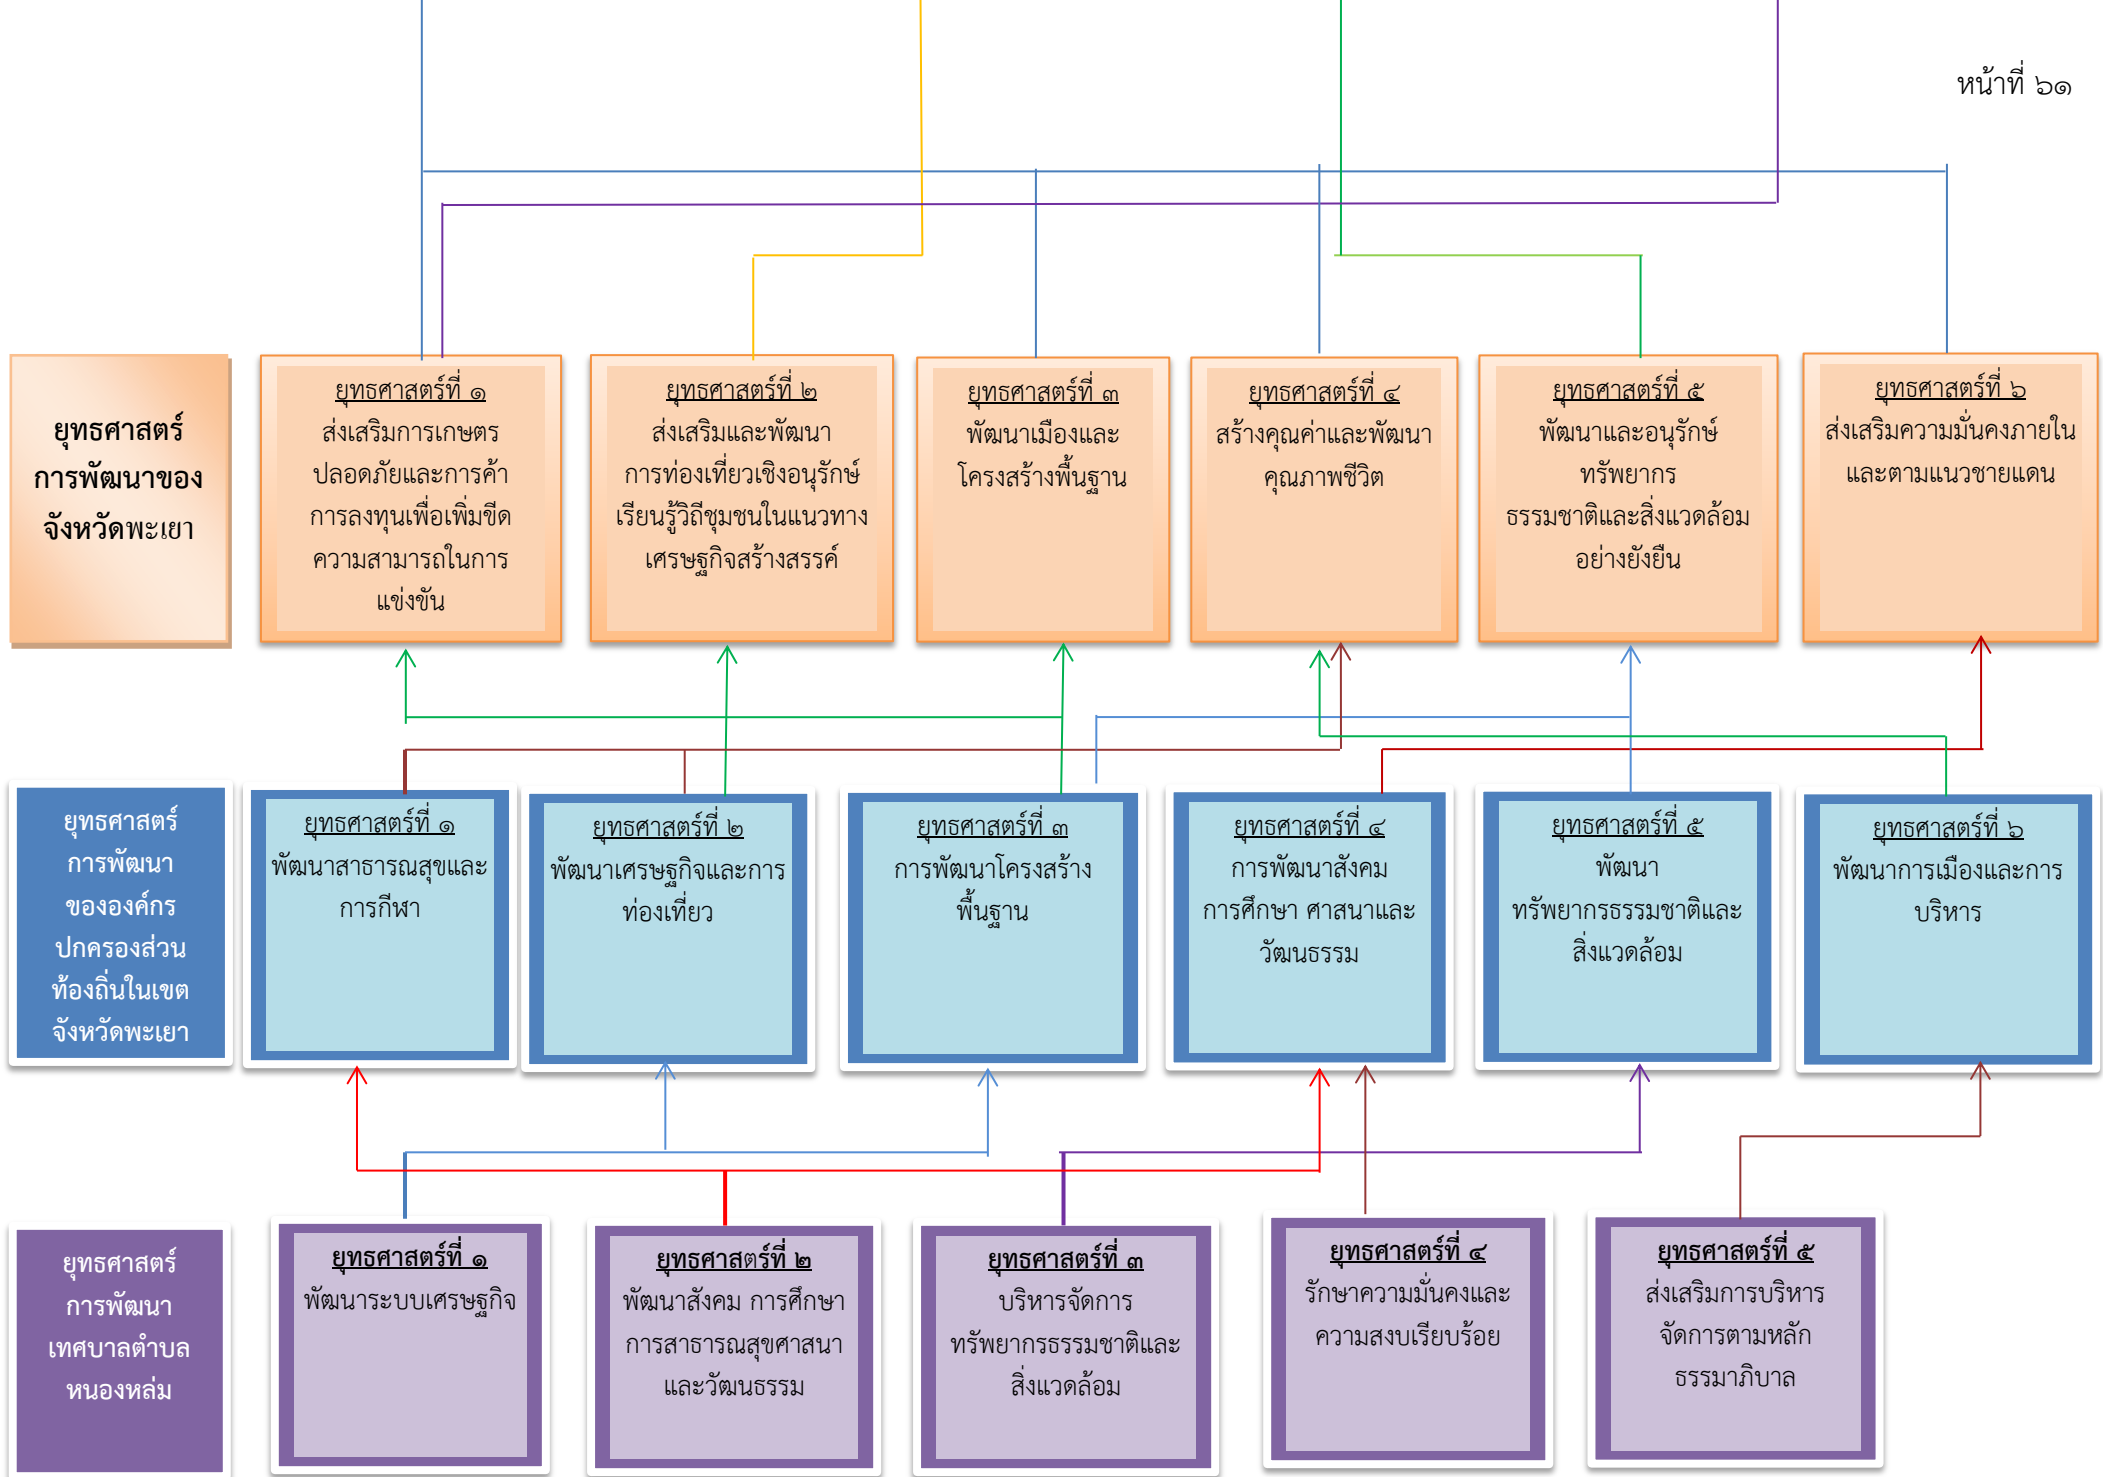 หน้าที่ ๖๑
ยุทธศาสตร์
การพัฒนาของ
จังหวัดพะเยา
ยุทธศาสตร์ที่ ๑
ส่งเสริมการเกษตร
ปลอดภัยและการค้า
การลงทุนเพื่อเพิ่มขีด
ความสามารถในการ
แข่งขัน
ยุทธศาสตร์ที่ ๒
ส่งเสริมและพัฒนา
การท่องเที่ยวเชิงอนุรักษ์
เรียนรู้วิถีชุมชนในแนวทาง
เศรษฐกิจสร้างสรรค์
ยุทธศาสตร์ที่ ๓
พัฒนาเมืองและ
โครงสร้างพื้นฐาน
ยุทธศาสตร์ที่ ๔
สร้างคุณค่าและพัฒนา
คุณภาพชีวิต
ยุทธศาสตร์ที่ ๕
พัฒนาและอนุรักษ์
ทรัพยากร
ธรรมชาติและสิ่งแวดล้อม
อย่างยั่งยืน
ยุทธศาสตร์ที่ ๖
ส่งเสริมความมั่นคงภายใน
และตามแนวชายแดน
ยุทธศาสตร์
การพัฒนา
ขององค์กร
ปกครองส่วน
ท้องถิ่นในเขต
จังหวัดพะเยา
ยุทธศาสตร์ที่ ๑
พัฒนาสาธารณสุขและ
การกีฬา
ยุทธศาสตร์ที่ ๒
พัฒนาเศรษฐกิจและการ
ท่องเที่ยว
ยุทธศาสตร์ที่ ๓
การพัฒนาโครงสร้าง
พื้นฐาน
ยุทธศาสตร์ที่ ๔
การพัฒนาสังคม
การศึกษา ศาสนาและ
วัฒนธรรม
ยุทธศาสตร์ที่ ๕
พัฒนา
ทรัพยากรธรรมชาติและ
สิ่งแวดล้อม
ยุทธศาสตร์ที่ ๖
พัฒนาการเมืองและการ
บริหาร
ยุทธศาสตร์
การพัฒนา
เทศบาลตำบล
หนองหล่ม
ยุทธศาสตร์ที่ ๑
พัฒนาระบบเศรษฐกิจ
ยุทธศาสตร์ที่ ๒
พัฒนาสังคม การศึกษา
การสาธารณสุขศาสนา
และวัฒนธรรม
ยุทธศาสตร์ที่ ๓
บริหารจัดการ
ทรัพยากรธรรมชาติและ
สิ่งแวดล้อม
ยุทธศาสตร์ที่ ๔
รักษาความมั่นคงและ
ความสงบเรียบร้อย
ยุทธศาสตร์ที่ ๕
ส่งเสริมการบริหาร
จัดการตามหลัก
ธรรมาภิบาล